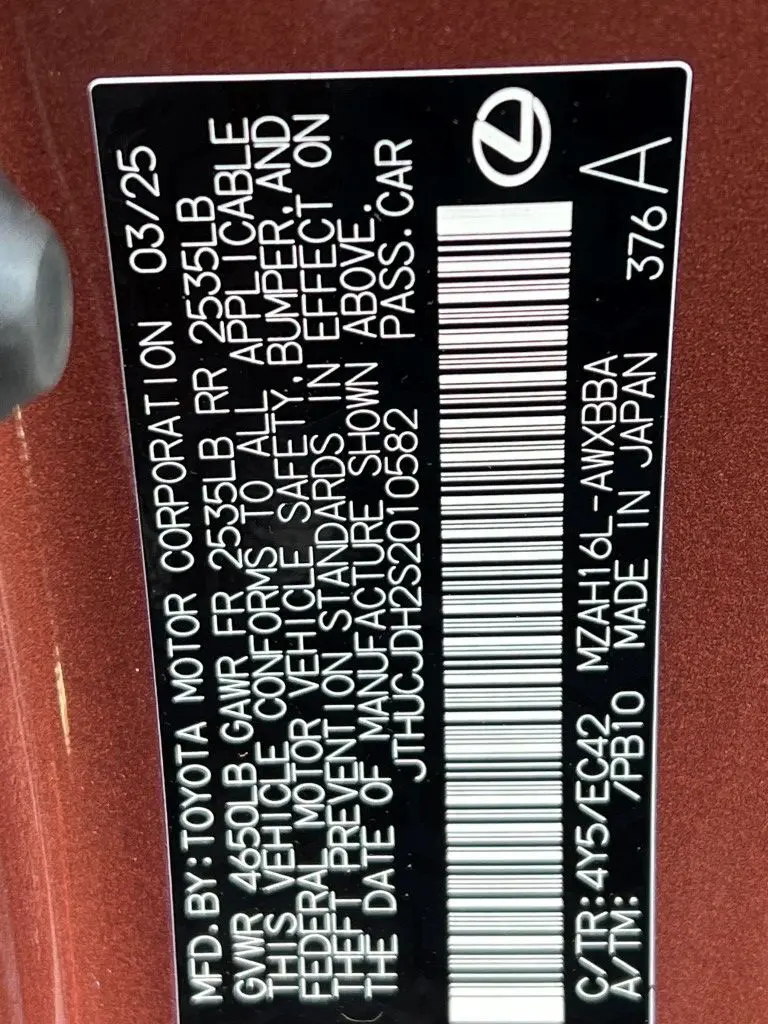 MFD.BY:TOYOTA MOTOR CORPORATION 03/25
GVWR 4650LB GAWR FR 2535LB RR 2535LB
THIS VEHICLE CONFORMS TO ALL APPLICABLE
FEDERAL MOTOR VEHICLE SAFETY,BUMPER,AND
THEFT PREVENTION STANDARDS IN EFFECT ON
THE DATE OF MANUFACTURE SHOWN ABOVE.
JTHUCJDH2S2010582 PASS.CAR
C/TR:4Y5/EC42 MZAH16L-AWXBBA
A/TM: /PB10 MADE IN JAPAN 376 A